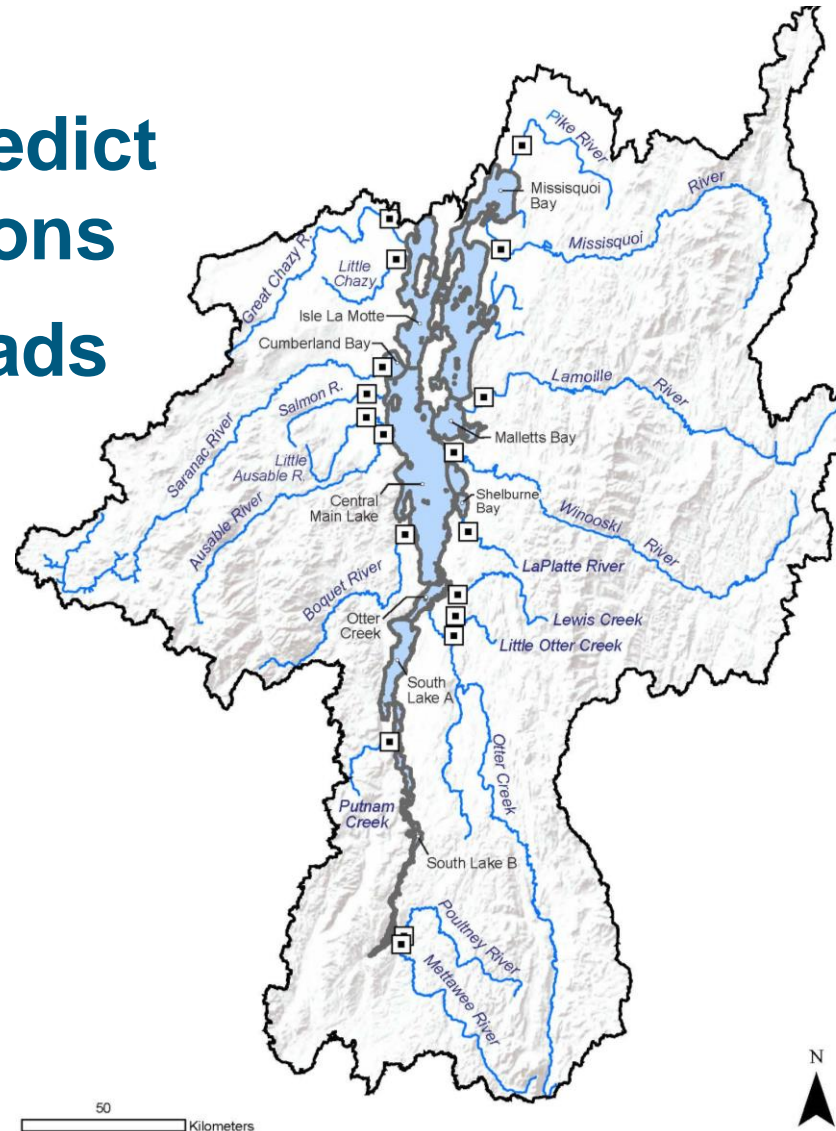 edict
ons
ads
Pike River
Missisquoi
Bay
River
Missisquoi
Great Chazy R.
Little
Chazy
Isle La Motte
Cumberland Bay
Lamoille
River
Salmon R.
Saranac River
Malletts Bay
Little
Ausable R.
Ausable River
Central
Main Lake
Shelburne
Bay
Winooski
River
LaPlatte River
Boquet River
Otter
Creek
Lewis Creek
Little Otter Creek
South
Lake A
Otter Creek
Putnam
Creek
South Lake B
Poultney River
Mettawee River
N
50
Kilometers